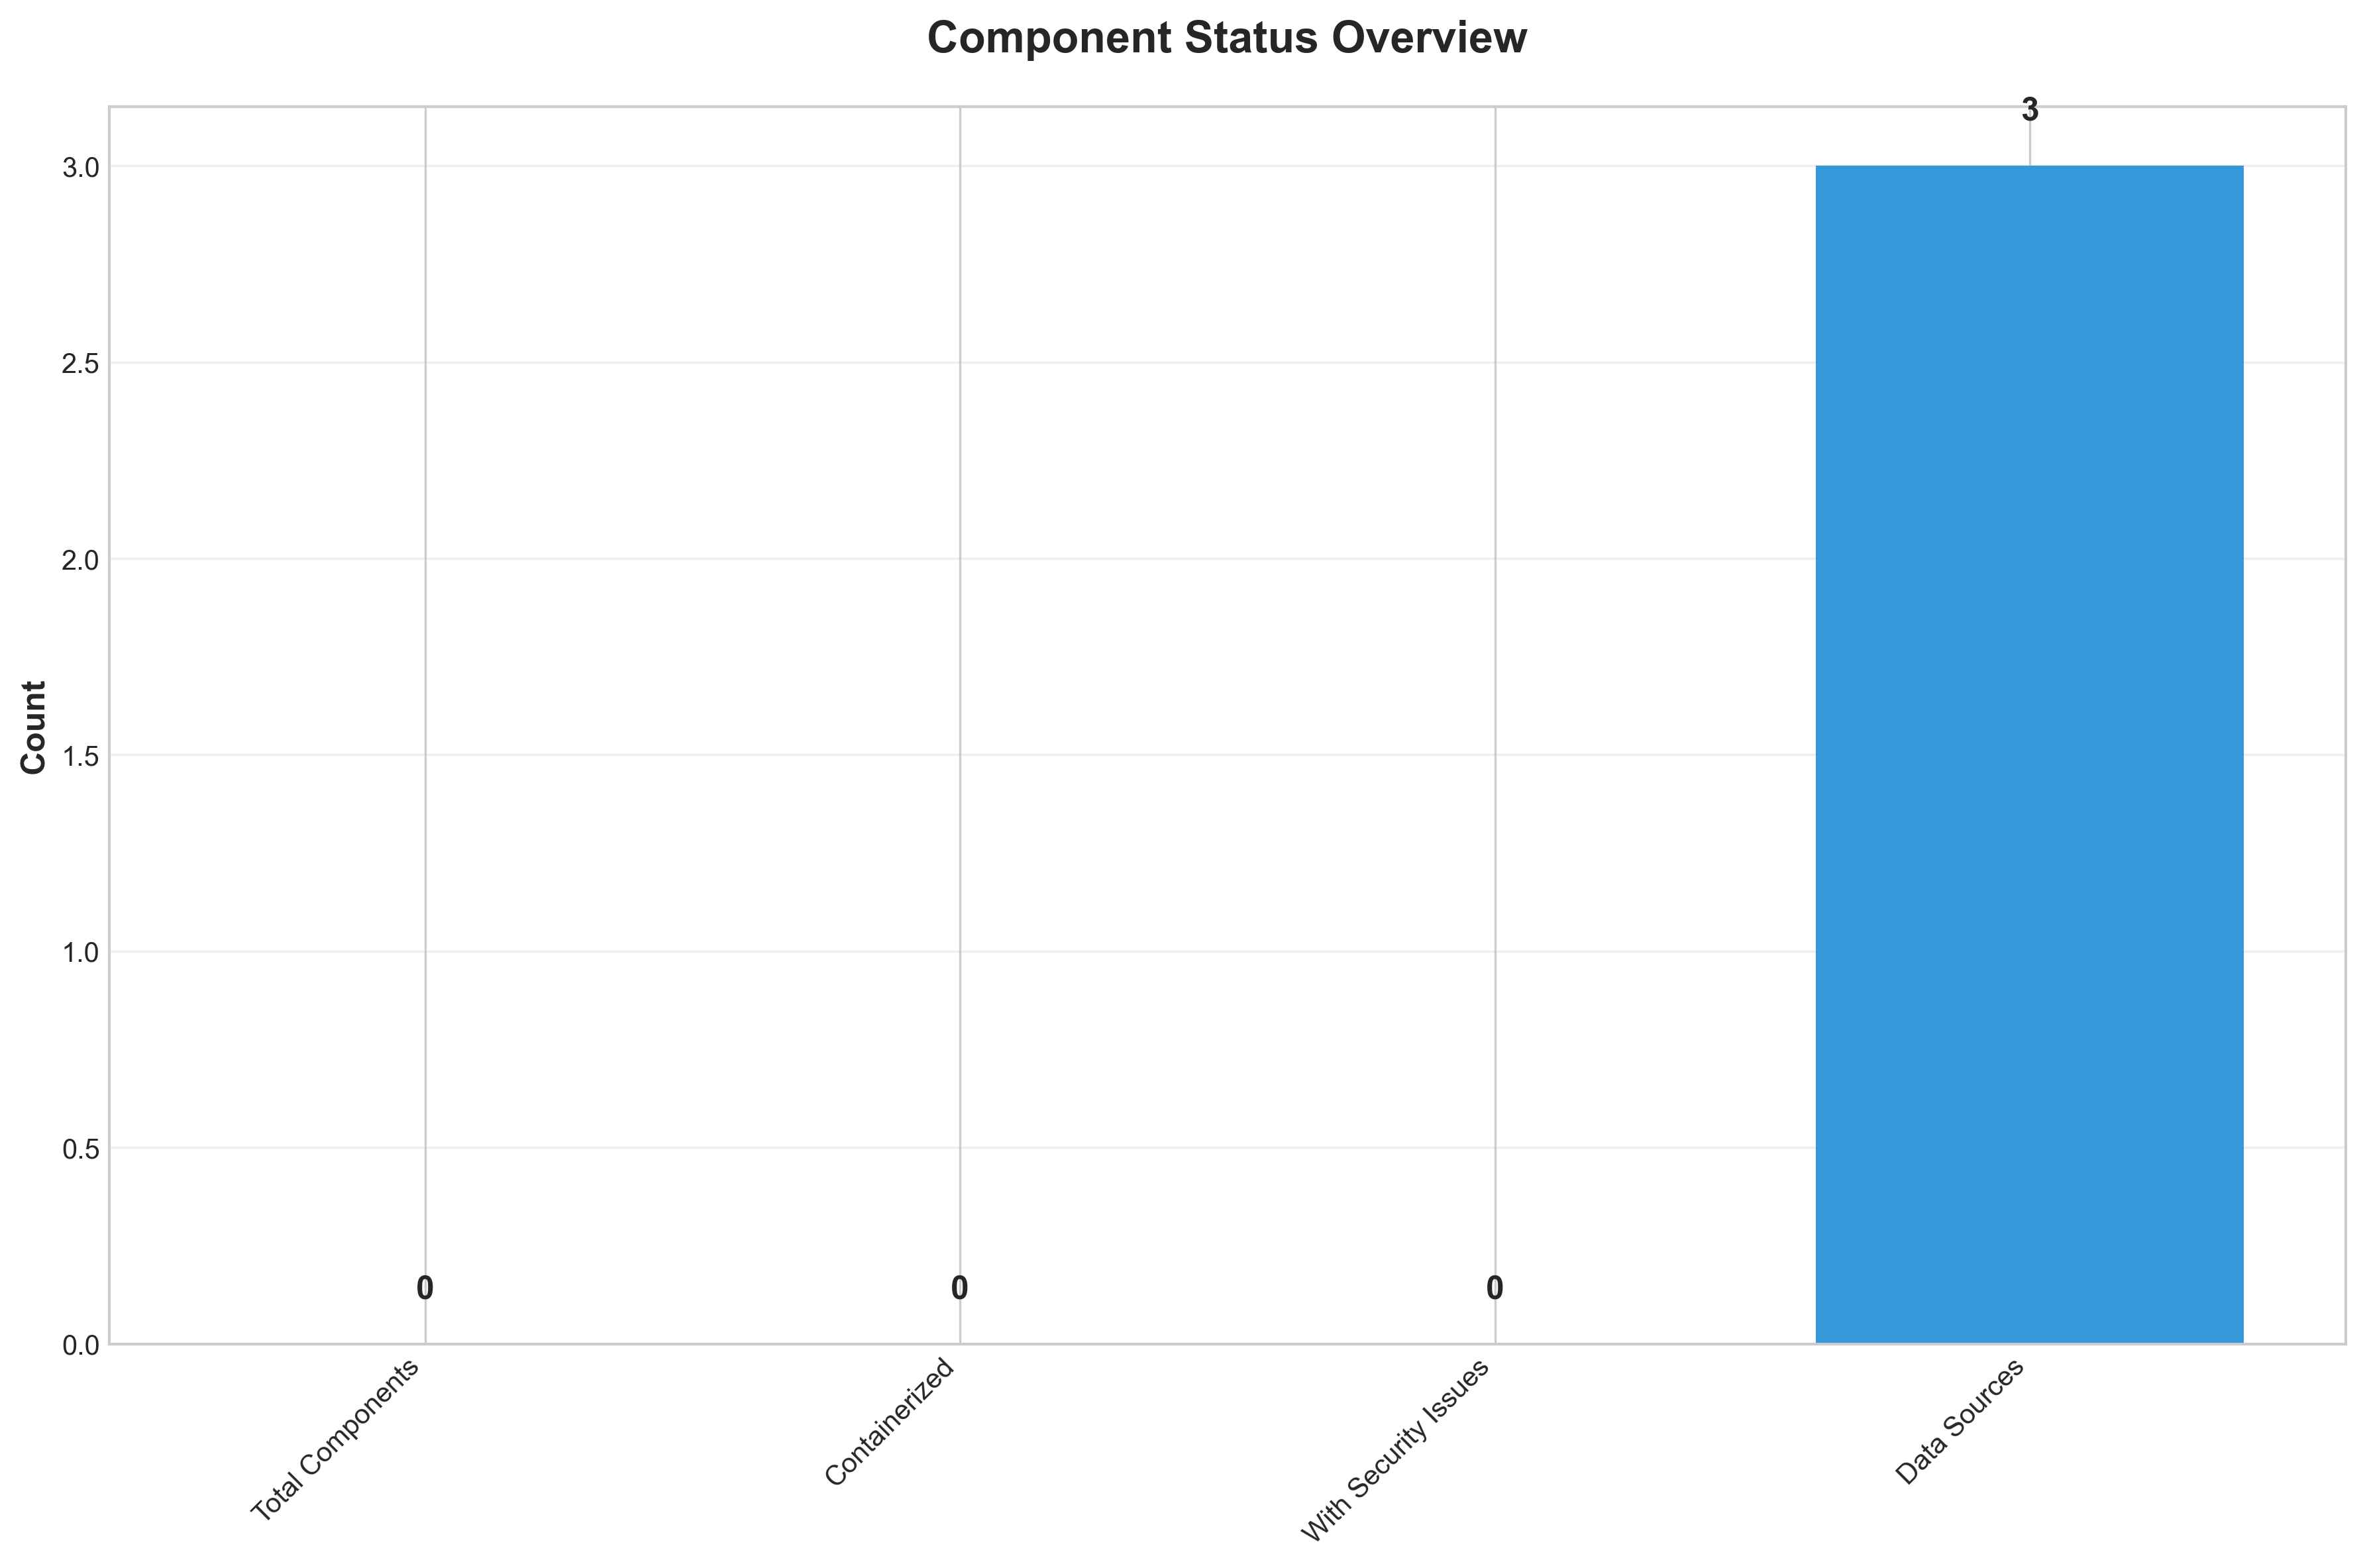 Component Status Overview
3
3.0
2.5
2.0
1.5
1.0
0.5
0.0
Count
0
0
0
Total Components
Containerized
With Security Issues
Data Sources